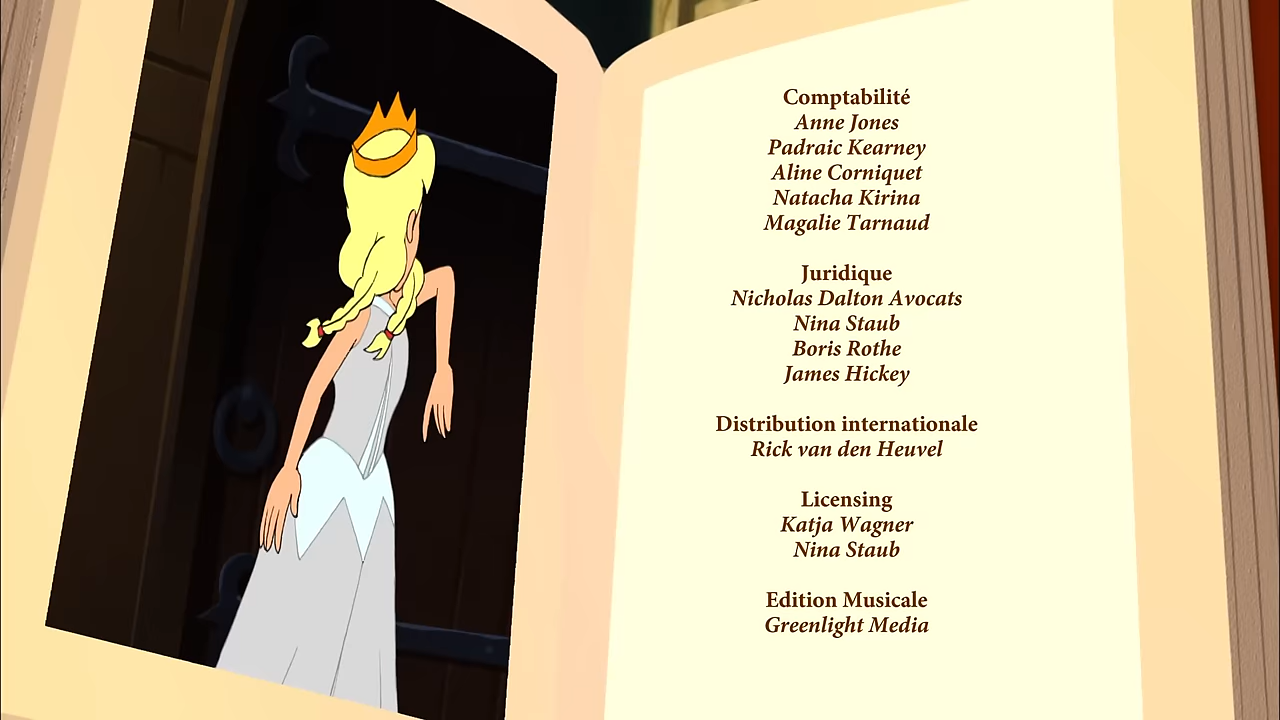 Comptabilité
Anne Jones
Padraic Kearney
Aline Corniquet
Natacha Kirina
Magalie Tarnaud
Juridique
Nicholas Dalton Avocats
Nina Staub
Boris Rothe
James Hickey
Distribution internationale
Rick van den Heuvel
Licensing
Katja Wagner
Nina Staub
Edition Musicale
Greenlight Media